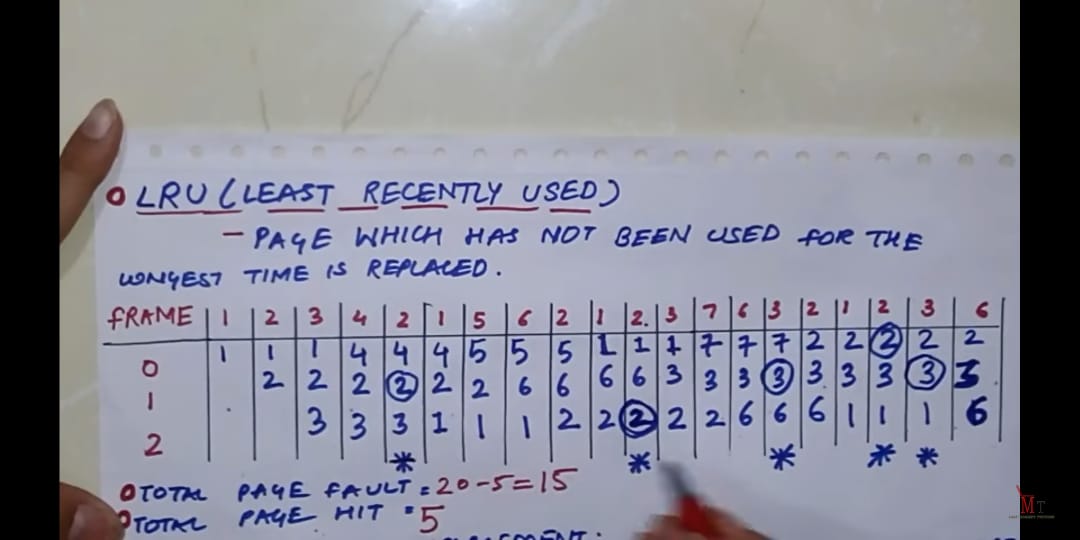 LRU (LEAST RECENTLY USED)
- PAGE WHICH HAS NOT BEEN USED FOR THE
LONGEST TIME IS REPLACED.
FRAME | 1 | 2 | 3 | 4 | 2 | 1 | 5 | 6 | 2 | 1 | 2. | 3 | 7 | 6 | 3 | 2 | 1 | 2 | 3 | 6
0 | 1 | 1 | 1 | 4 | 4 | 4 | 5 | 5 | 5 | 1 | 1 | 1 | 7 | 7 | 7 | 2 | 2 | 2 | 2 | 2
1 | | 2 | 2 | 2 | 2 | 2 | 2 | 6 | 6 | 6 | 6 | 3 | 3 | 3 | 3 | 3 | 3 | 3 | 3 | 3
2 | | | 3 | 3 | 3 | 1 | 1 | 1 | 2 | 2 | 2 | 2 | 2 | 6 | 6 | 6 | 1 | 1 | 1 | 6
* * * * *
TOTAL PAGE FAULT = 20-5=15
TOTAL PAGE HIT = 5
MT